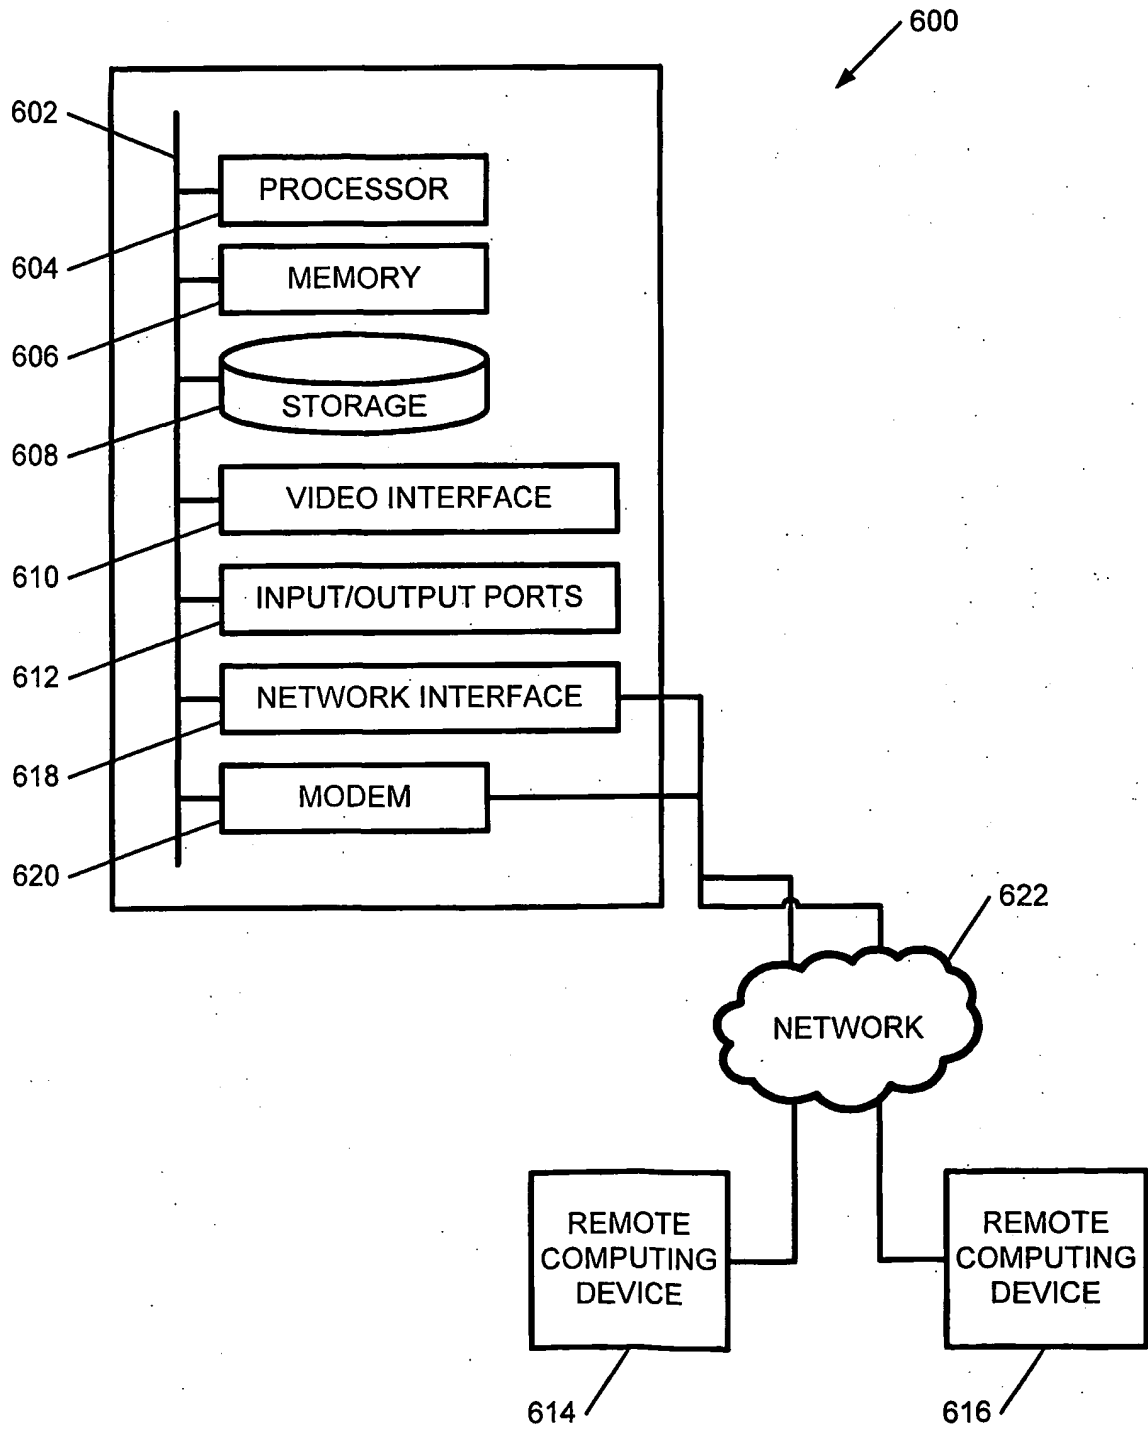 600
602
PROCESSOR
604
MEMORY
606
STORAGE
608
VIDEO INTERFACE
610
INPUT/OUTPUT PORTS
612
NETWORK INTERFACE
618
MODEM
620
622
NETWORK
REMOTE
COMPUTING
DEVICE
614
REMOTE
COMPUTING
DEVICE
616